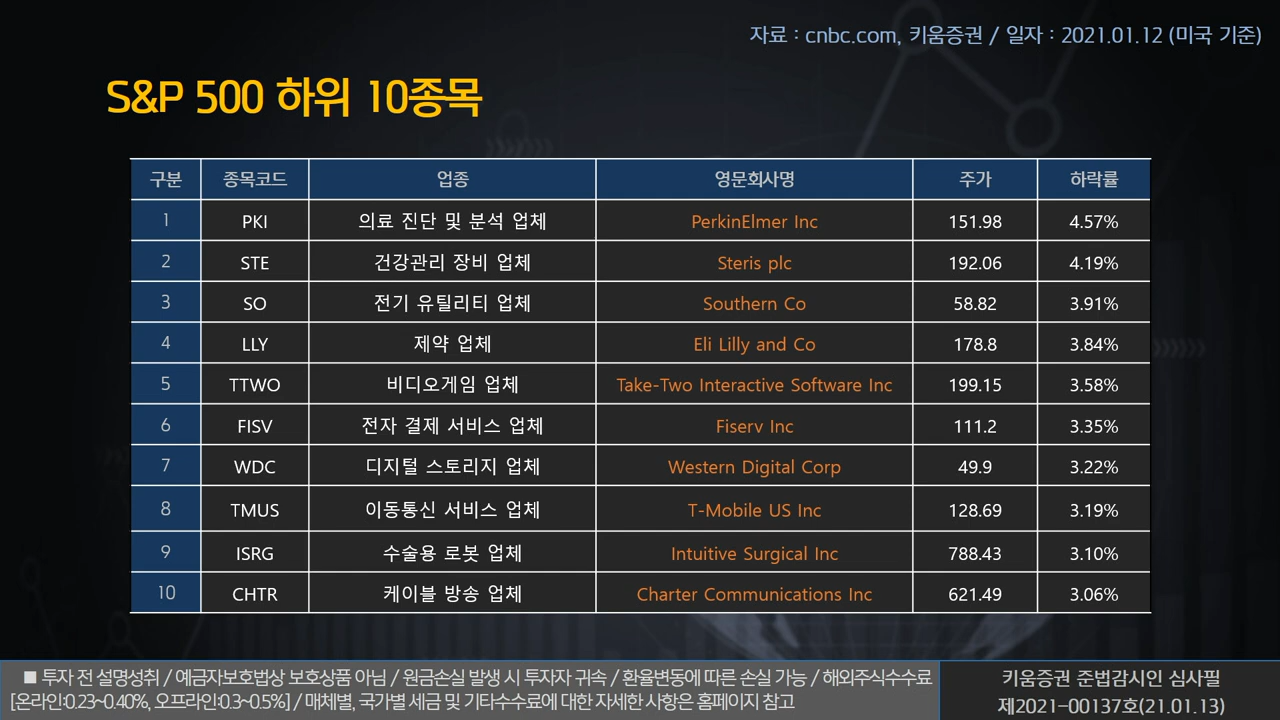 자료 : cnbc.com, 키움증권 / 일자 : 2021.01.12 (미국 기준)
S&P 500 하위 10종목
구분 종목코드 업종 영문회사명 주가 하락률
1 PKI 의료 진단 및 분석 업체 PerkinElmer Inc 151.98 4.57%
2 STE 건강관리 장비 업체 Steris plc 192.06 4.19%
3 SO 전기 유틸리티 업체 Southern Co 58.82 3.91%
4 LLY 제약 업체 Eli Lilly and Co 178.8 3.84%
5 TTWO 비디오게임 업체 Take-Two Interactive Software Inc 199.15 3.58%
6 FISV 전자 결제 서비스 업체 Fiserv Inc 111.2 3.35%
7 WDC 디지털 스토리지 업체 Western Digital Corp 49.9 3.22%
8 TMUS 이동통신 서비스 업체 T-Mobile US Inc 128.69 3.19%
9 ISRG 수술용 로봇 업체 Intuitive Surgical Inc 788.43 3.10%
10 CHTR 케이블 방송 업체 Charter Communications Inc 621.49 3.06%
■ 투자 전 설명성취 / 예금자보호법상 보호상품 아님 / 원금손실 발생 시 투자자 귀속 / 환율변동에 따른 손실 가능 / 해외주식수수료
[온라인:0.23~0.40%, 오프라인:0.3~0.5%] / 매체별, 국가별 세금 및 기타수수료에 대한 자세한 사항은 홈페이지 참고
키움증권 준법감시인 심사필
제2021-00137호(21.01.13)